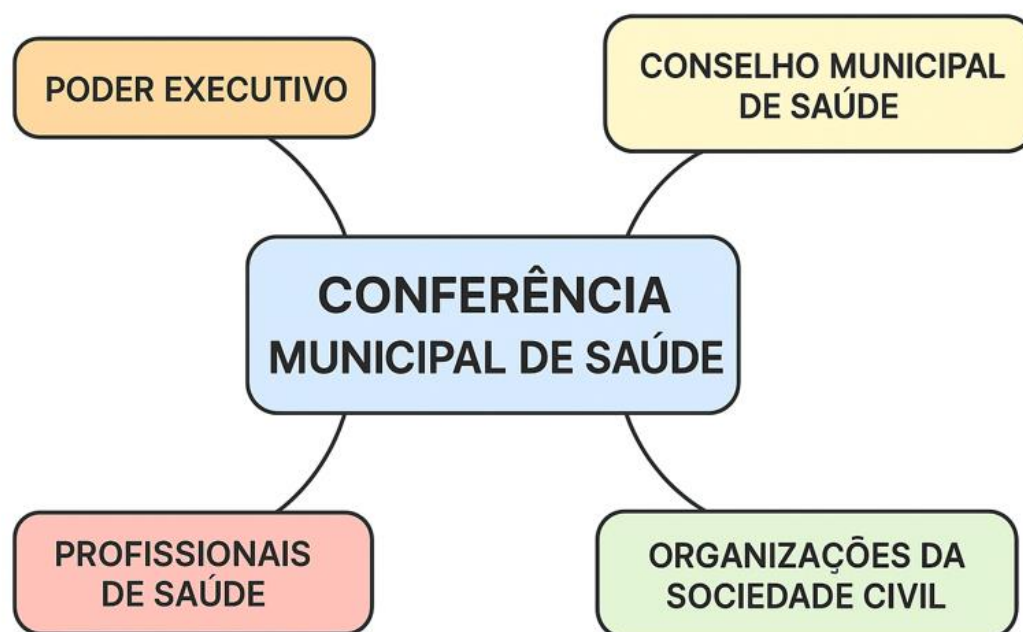 PODER EXECUTIVO
CONSELHO MUNICIPAL
DE SAÚDE
CONFERÊNCIA
MUNICIPAL DE SAÚDE
PROFISSIONAIS
DE SAÚDE
ORGANIZAÇÕES DA
SOCIEDADE CIVIL